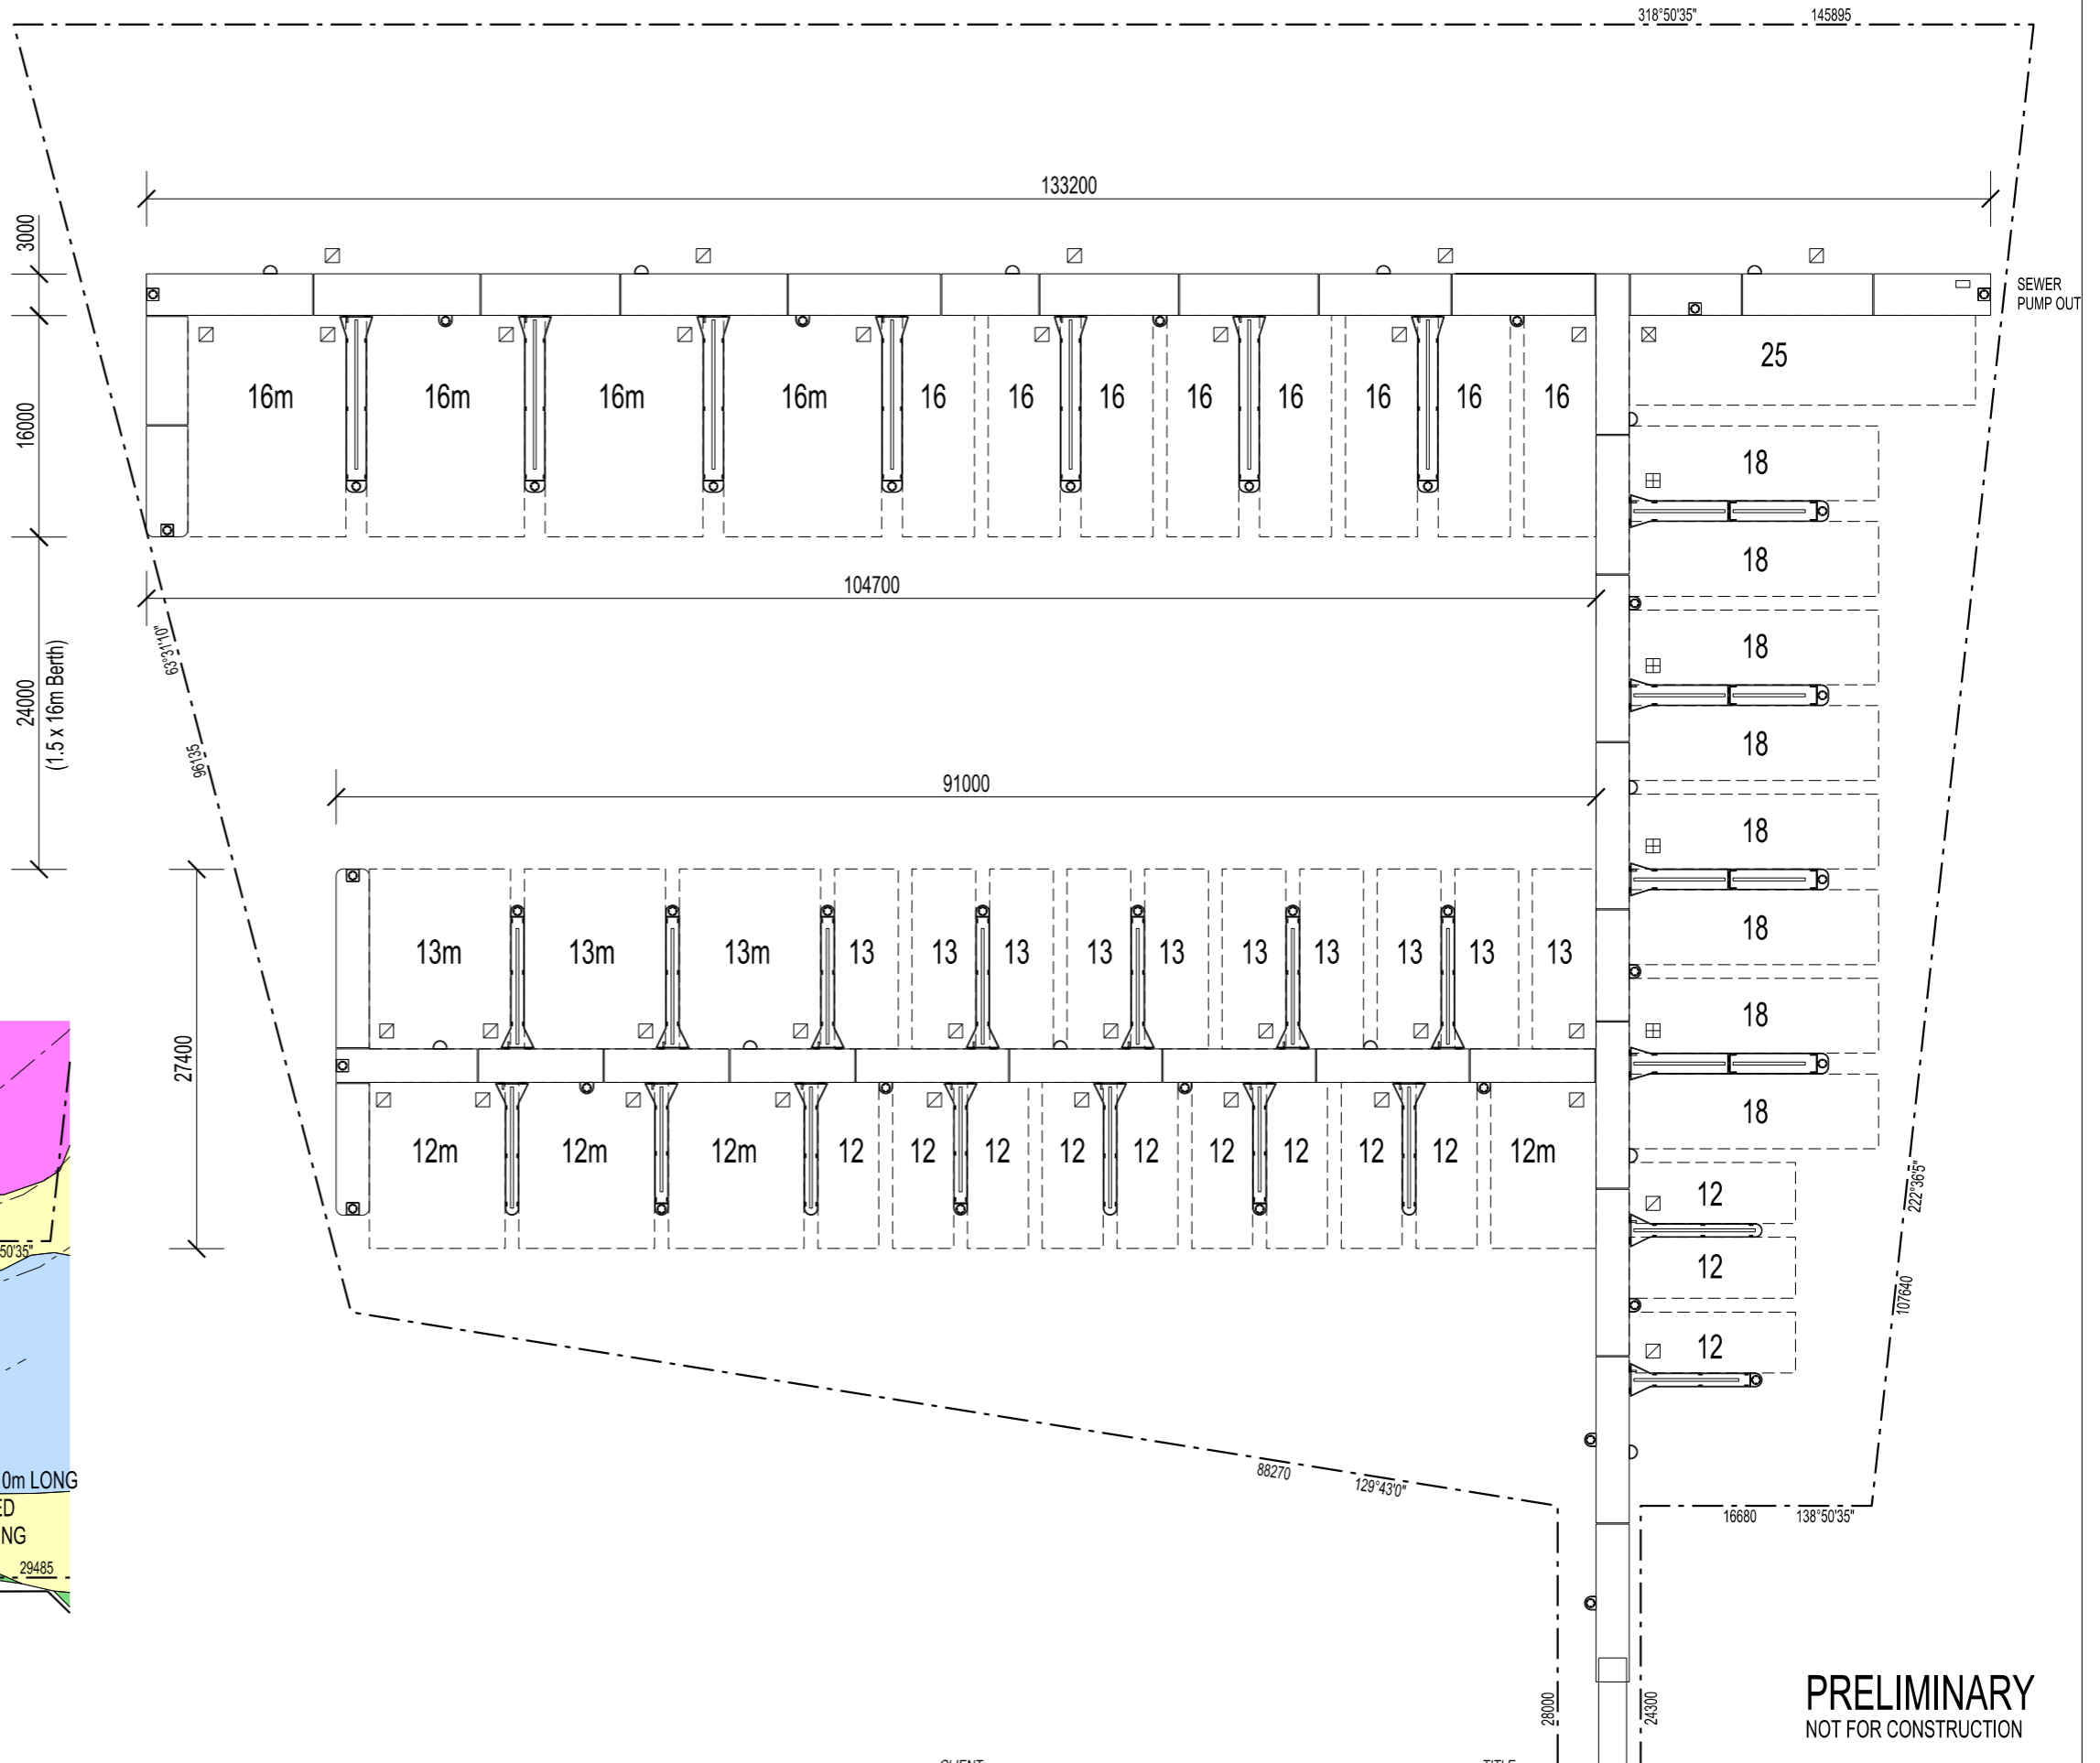 318°50'35" 145895
133200
3000
SEWER
PUMP OUT
25
16m 16m 16m 16m 16 16 16 16 16 16 16 16
16000
18
18
104700
63°31'10"
18
24000
(1.5 x 16m Berth)
96135
18
91000
18
13m 13m 13m 13 13 13 13 13 13 13 13 13 13
18
18
27400
18
12m 12m 12m 12 12 12 12 12 12 12 12 12 12m
12
222°36'5"
50'35"
12
107640
12
88270 129°43'0"
0m LONG
ED
NG
16680 138°50'35"
29485
28000
24300
PRELIMINARY
NOT FOR CONSTRUCTION
CLIENT TITLE